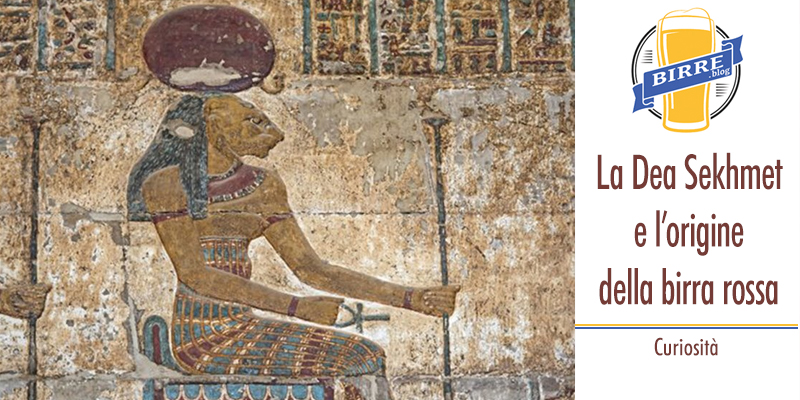 BIRRE
.blog
La Dea Sekhmet
e l'origine
della birra rossa
Curiosità